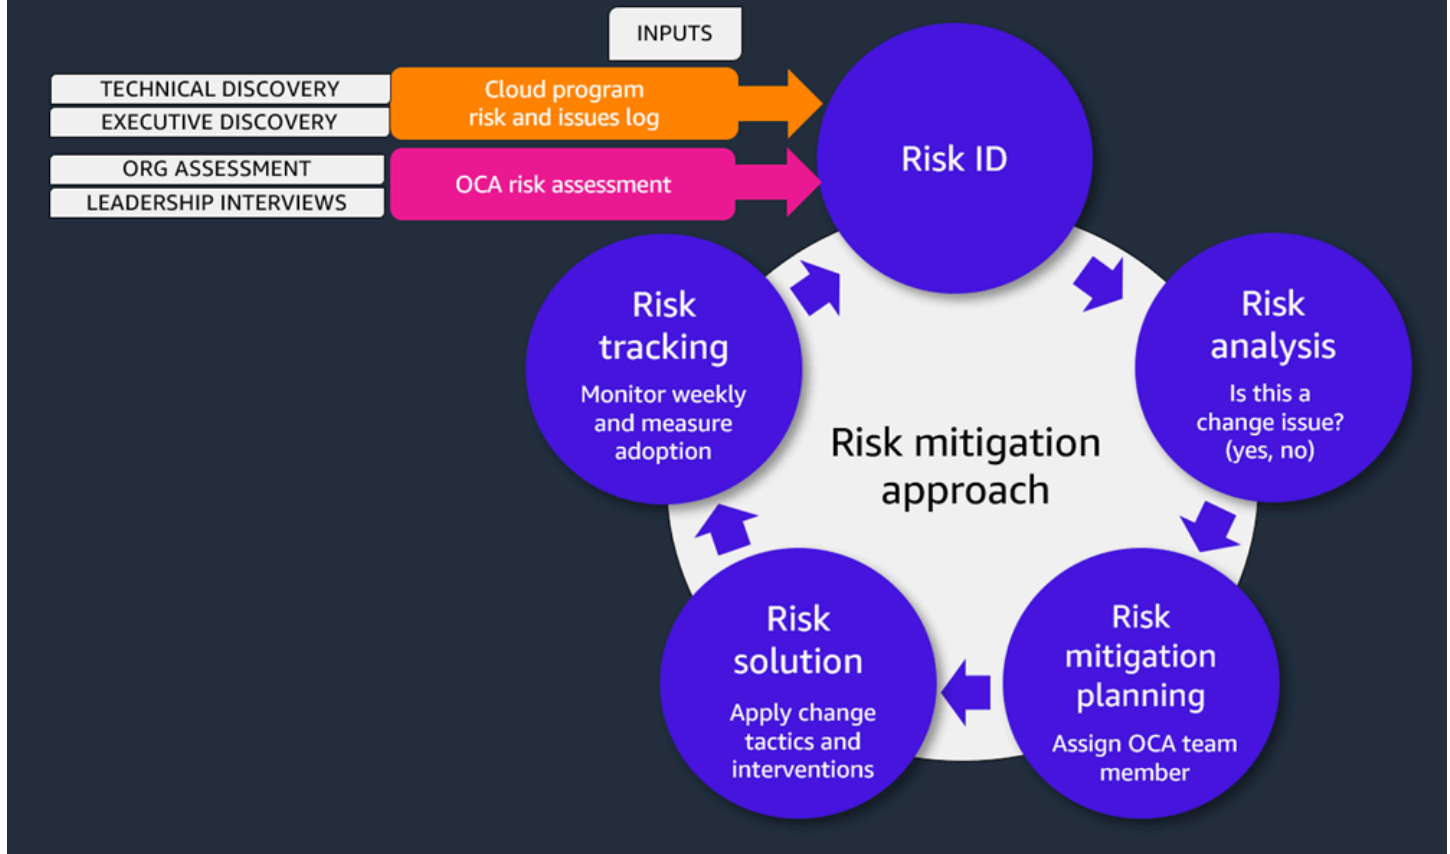 INPUTS
TECHNICAL DISCOVERY
EXECUTIVE DISCOVERY
Cloud program
risk and issues log
ORG ASSESSMENT
LEADERSHIP INTERVIEWS
OCA risk assessment
Risk ID
Risk
analysis
Is this a
change issue?
(yes, no)
Risk
mitigation
planning
Assign OCA team
member
Risk
solution
Apply change
tactics and
interventions
Risk
tracking
Monitor weekly
and measure
adoption
Risk mitigation
approach